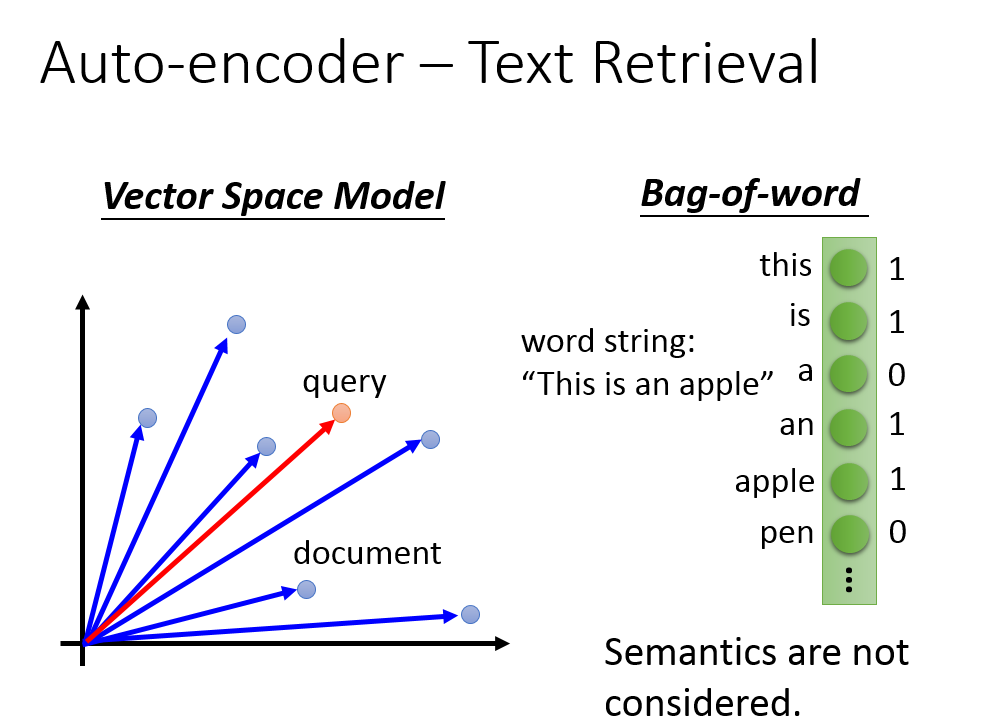 Auto-encoder – Text Retrieval
Vector Space Model
query
document
Bag-of-word
word string:
“This is an apple”
this 1
is 1
a 0
an 1
apple 1
pen 0
...
Semantics are not
considered.